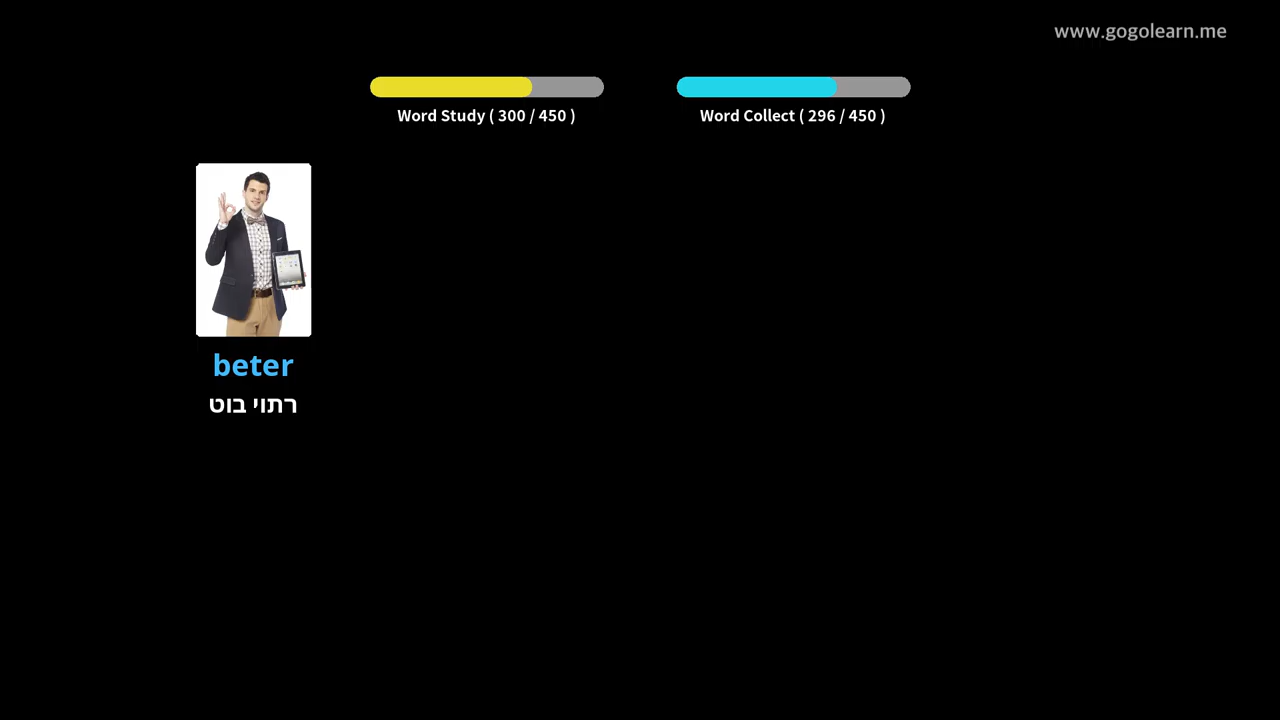 www.gogolearn.me
Word Study ( 300 / 450 )
Word Collect ( 296 / 450 )
beter
רתוי בוט